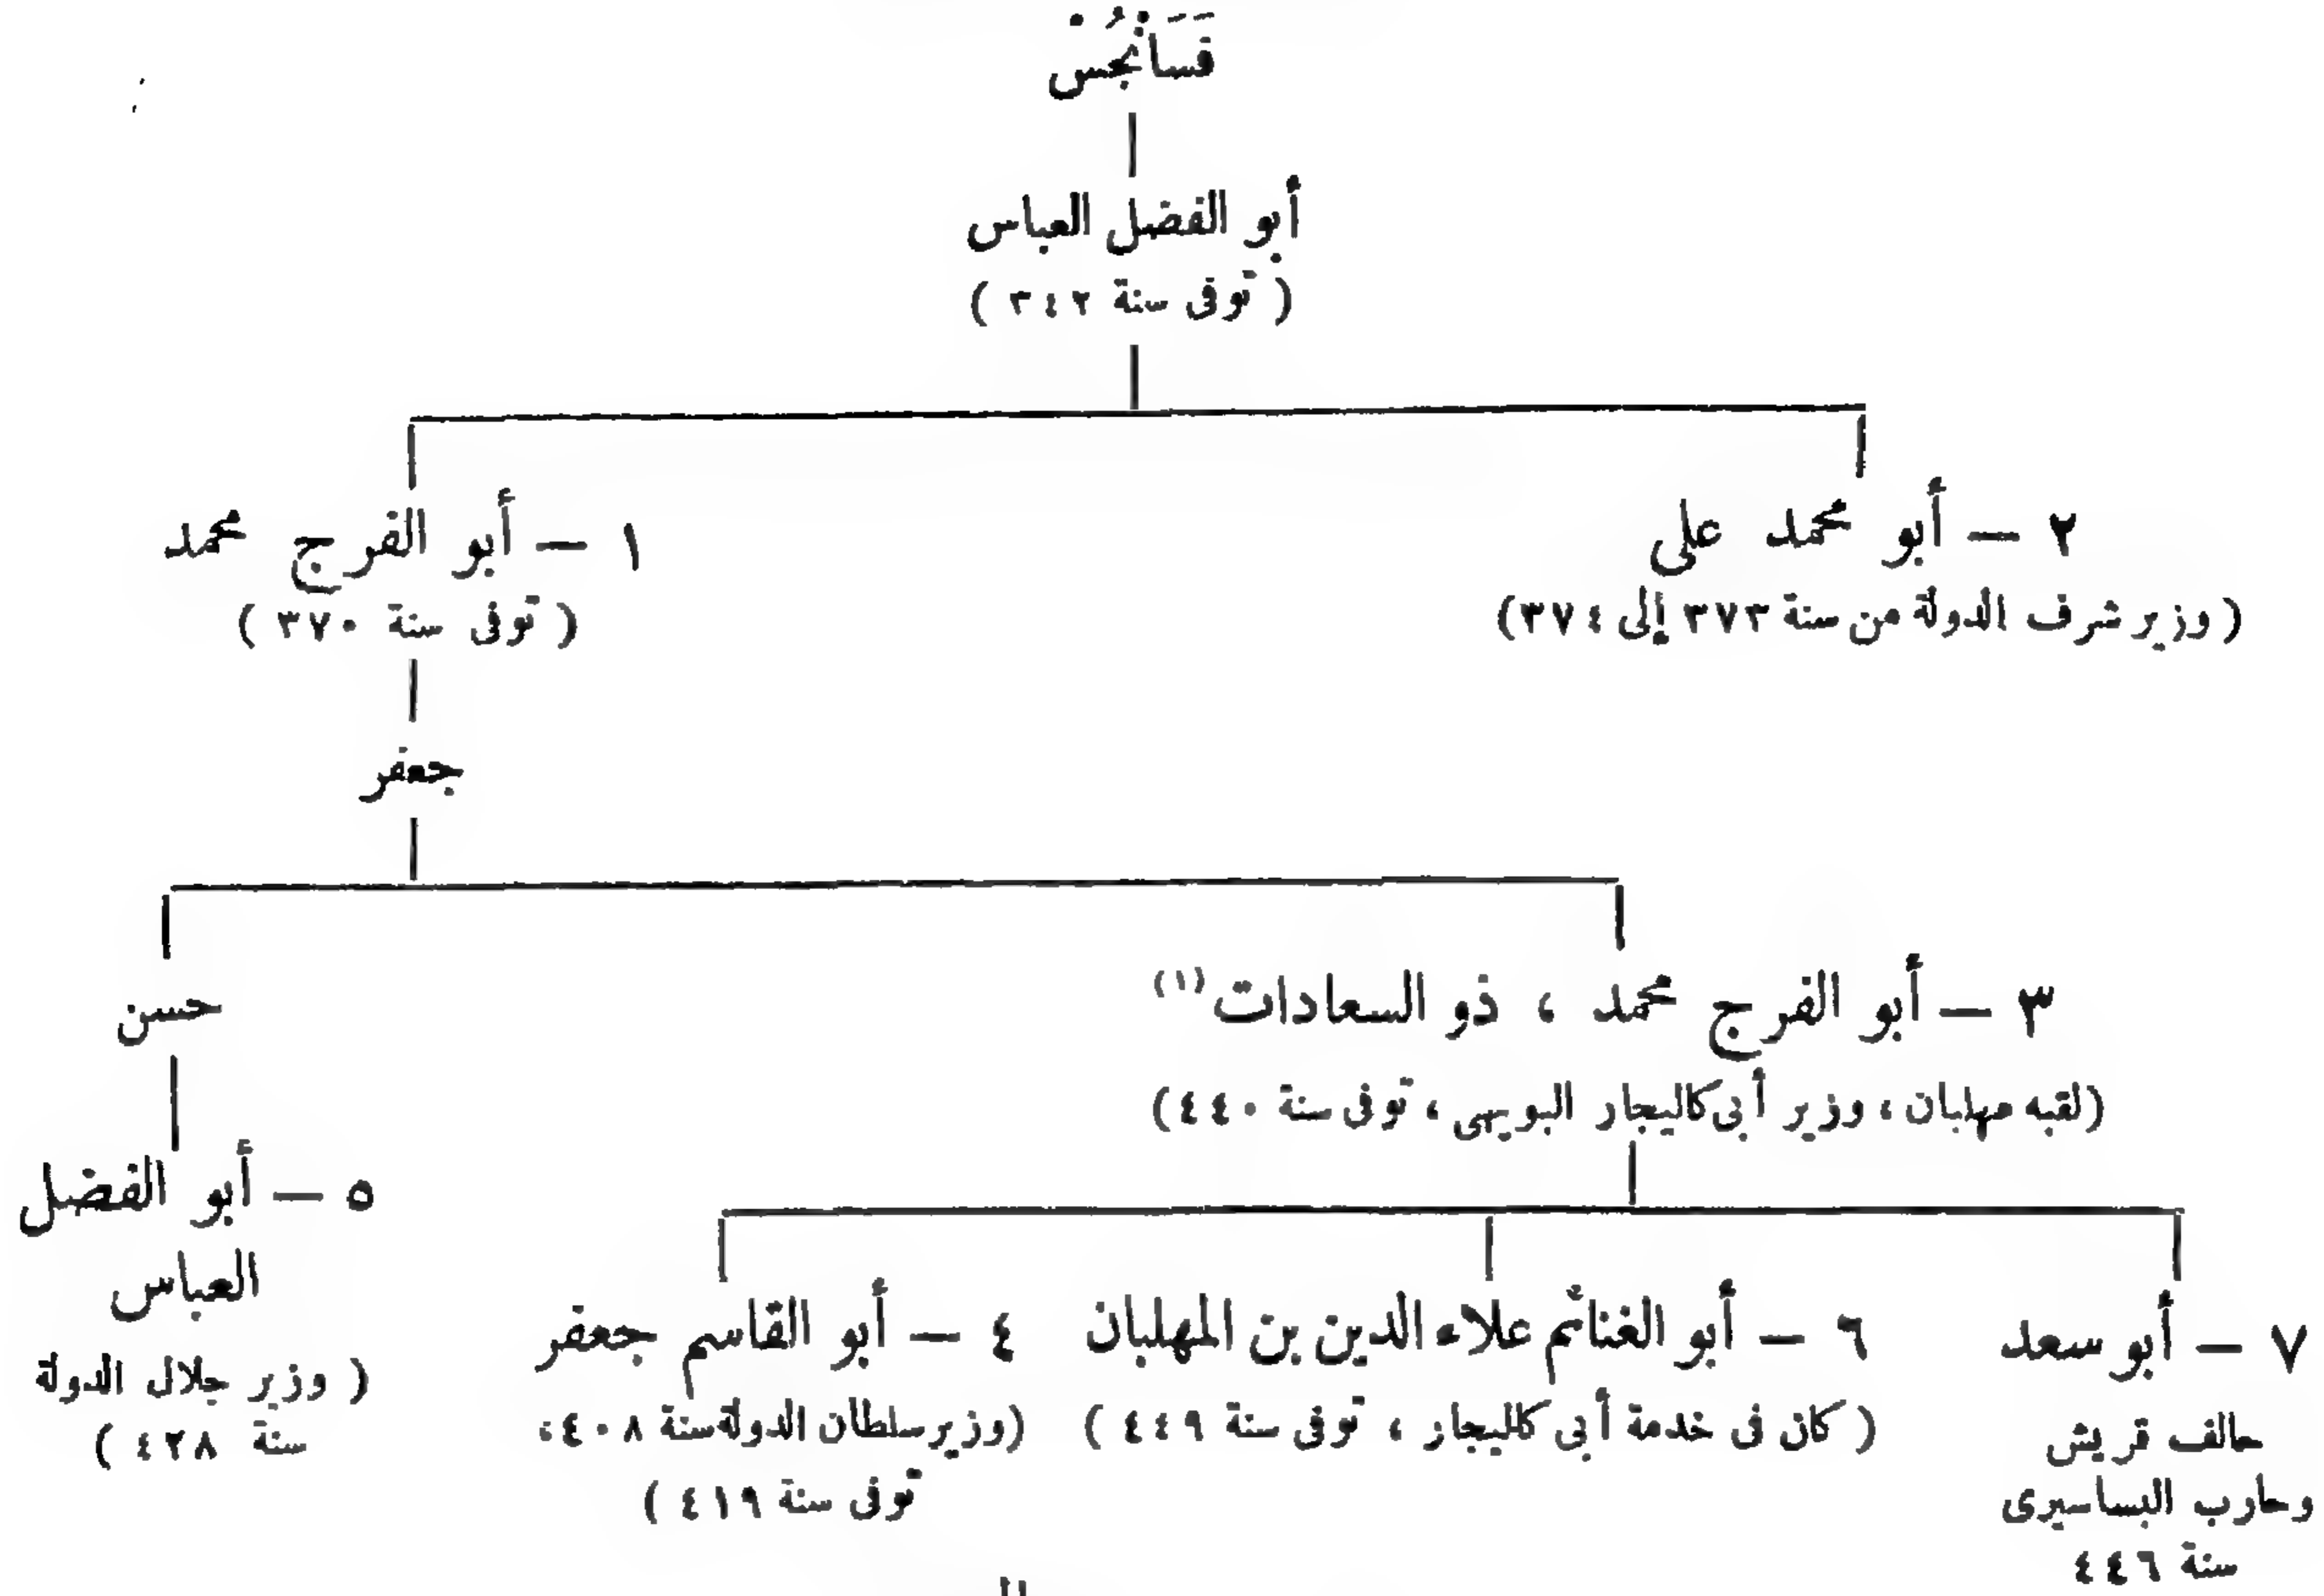 فَسَانْجُسْ
أبو الفضل العباس
( توفى سنة ٣٤٢ )
٢ — أبو محمد على
( وزير شرف الدولة من سنة ٣٧٣ إلى ٣٧٤)
١ — أبو الفرج محمد
( توفى سنة ٣٧٠ )
جعفر
٣ — أبو الفرج محمد ، ذو السعادات (١)
(لقبه مهابان ، وزير أبى كاليجار البويهى ، توفى سنة ٤٤٠)
حسن
٥ — أبو الفضل
العباس
( وزير جلال الدولة
سنة ٤٢٨ )
٧ — أبو سعد
حالف قريش
وحارب البساسيرى
سنة ٤٤٦
٦ — أبو الغنائم علاء الدين بن المهلبان
( كان فى خدمة أبى كلليجار ، توفى سنة ٤٤٩ )
٤ — أبو القاسم جعفر
(وزير سلطان الدولة سنة ٤٠٨،
توفى سنة ٤١٩ )